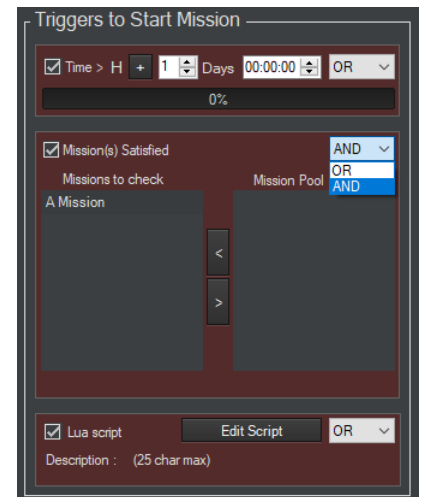 Triggers to Start Mission
Time > H + 1 Days 00:00:00 OR
0%
Mission(s) Satisfied AND
OR
AND
Missions to check Mission Pool
A Mission
<
>
Lua script Edit Script OR
Description : (25 char max)